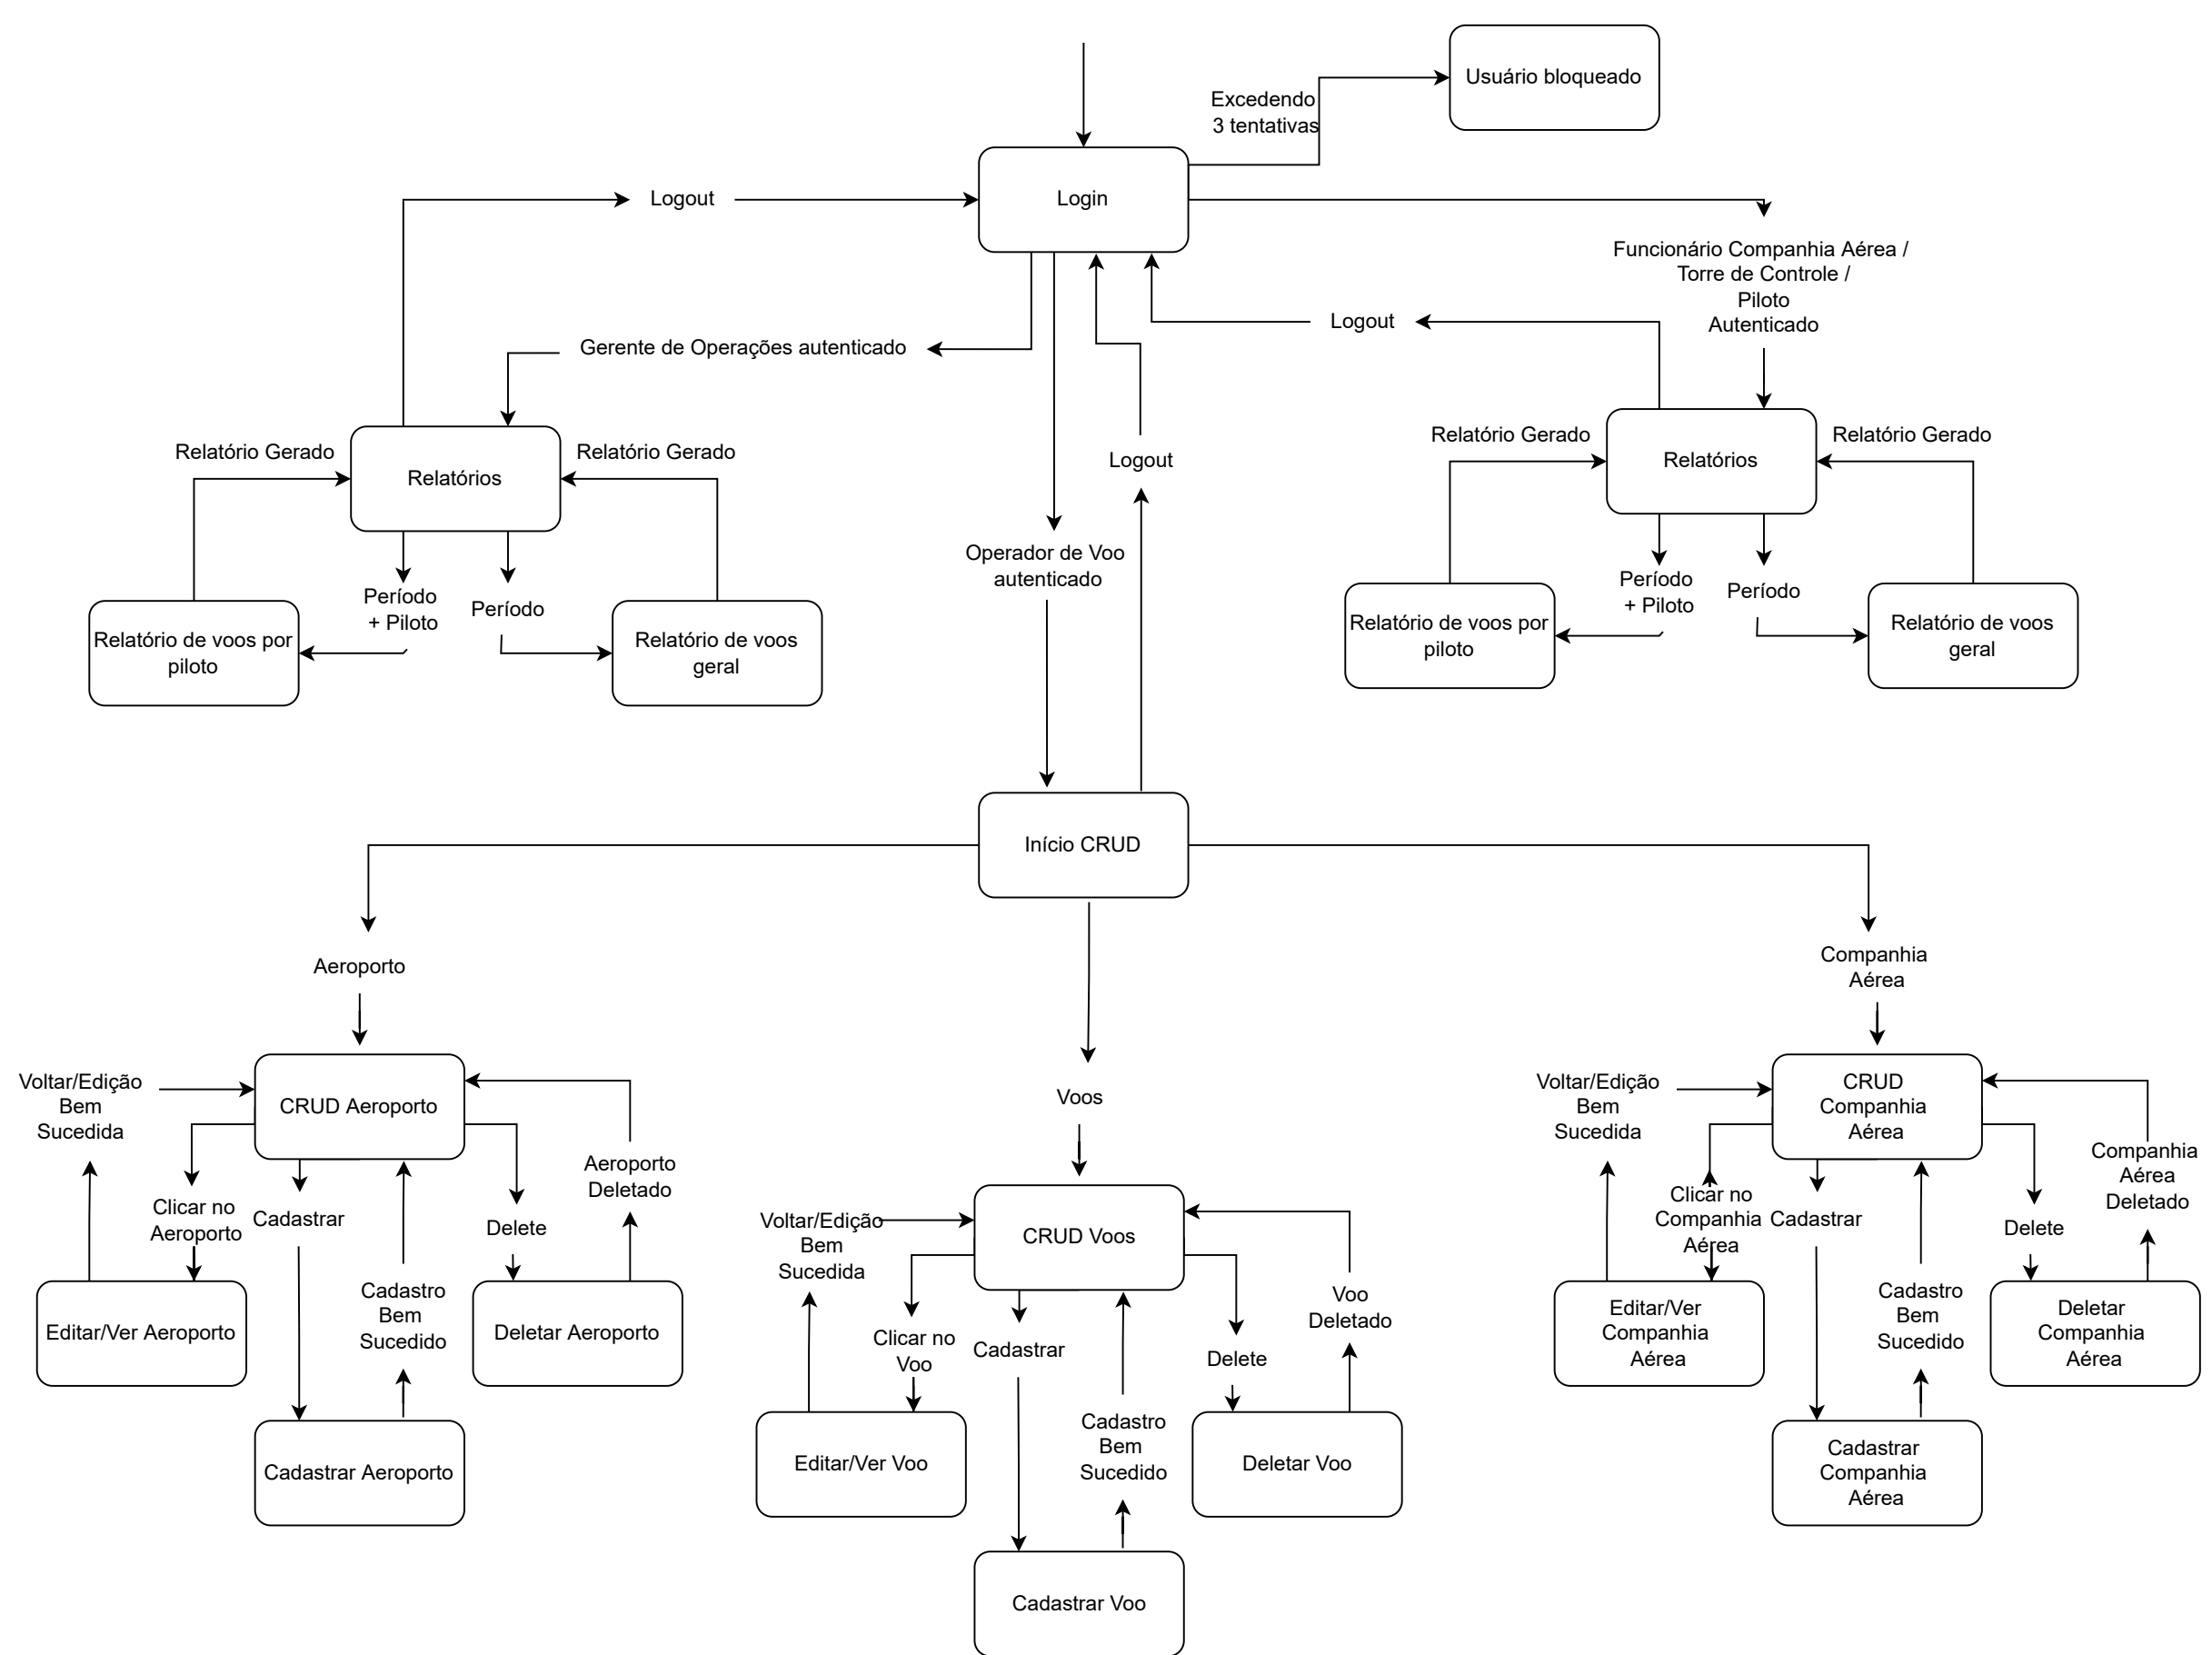 Usuário bloqueado
Excedendo
3 tentativas
Logout
Login
Funcionário Companhia Aérea /
Torre de Controle /
Piloto
Autenticado
Logout
Gerente de Operações autenticado
Relatório Gerado
Relatórios
Relatório Gerado
Logout
Relatório Gerado
Relatórios
Relatório Gerado
Operador de Voo
autenticado
Período
+ Piloto
Período
Relatório de voos por
piloto
Relatório de voos
geral
Período
+ Piloto
Período
Relatório de voos por
piloto
Relatório de voos
geral
Início CRUD
Aeroporto
Companhia
Aérea
Voos
Voltar/Edição
Bem
Sucedida
CRUD Aeroporto
Aeroporto
Deletado
Clicar no
Aeroporto
Cadastrar
Delete
Cadastro
Bem
Sucedido
Editar/Ver Aeroporto
Deletar Aeroporto
Cadastrar Aeroporto
Voltar/Edição
Bem
Sucedida
CRUD Voos
Voo
Deletado
Clicar no
Voo
Cadastrar
Delete
Cadastro
Bem
Sucedido
Editar/Ver Voo
Deletar Voo
Cadastrar Voo
Voltar/Edição
Bem
Sucedida
CRUD
Companhia
Aérea
Companhia
Aérea
Deletado
Clicar no
Companhia
Aérea
Cadastrar
Delete
Cadastro
Bem
Sucedido
Editar/Ver
Companhia
Aérea
Deletar
Companhia
Aérea
Cadastrar
Companhia
Aérea